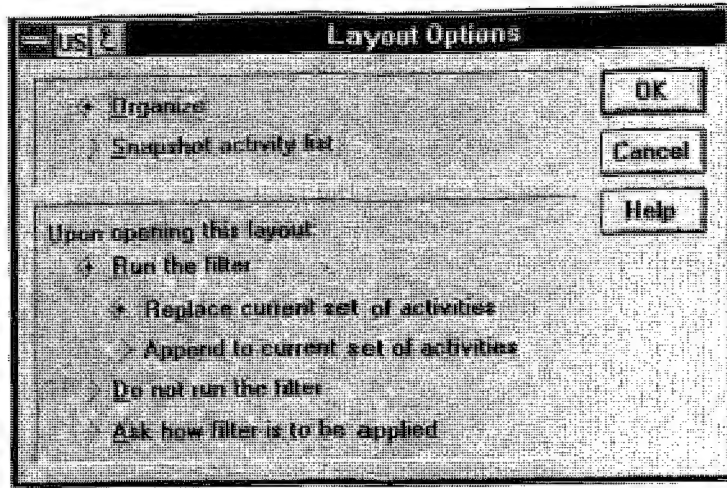 US
Layout Options
Organize
Snapshot activity list
OK
Cancel
Help
Upon opening this layout:
Run the filter
Replace current set of activities
Append to current set of activities
Do not run the filter
Ask how filter is to be applied